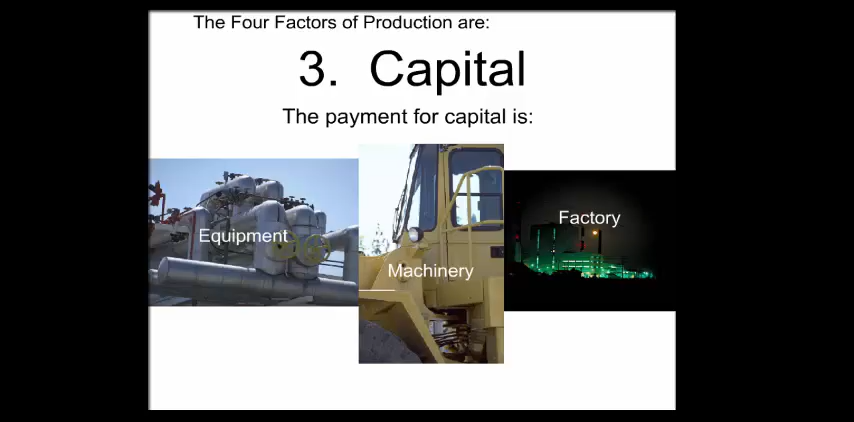 The Four Factors of Production are:
3. Capital
The payment for capital is:
Equipment
Machinery
Factory